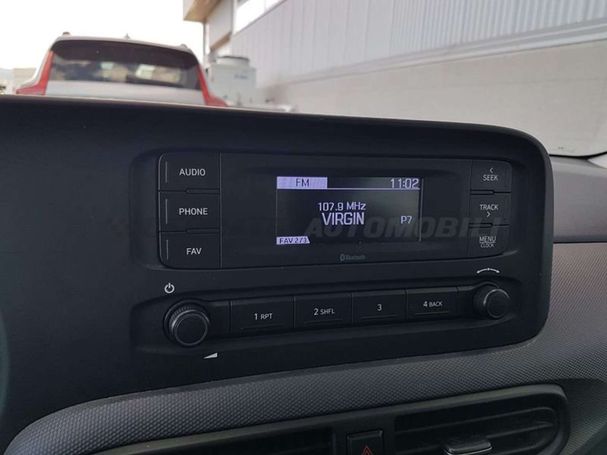 AUDIO
PHONE
FAV
FM 11:02
107.9 MHz
VIRGIN P7
FAV 2/3
Bluetooth
SEEK
TRACK
MENU
CLOCK
1 RPT
2 SHFL
3
4 BACK
AUTOMOBILI